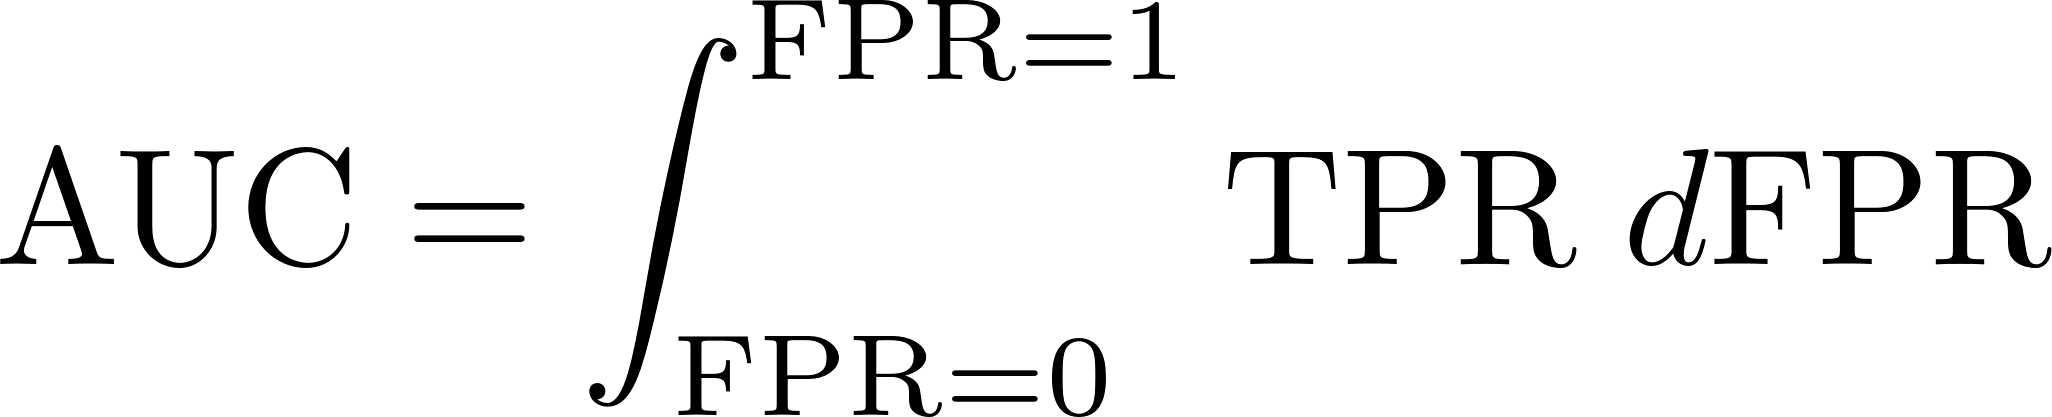 AUC = ∫_{FPR=0}^{FPR=1} TPR dFPR